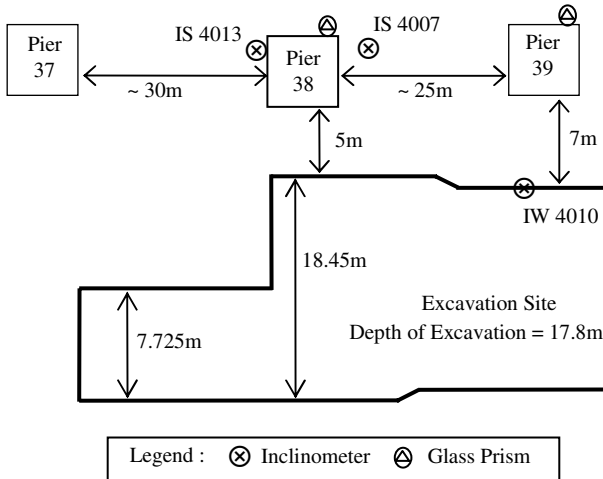 IS 4013
IS 4007
Pier
37
Pier
38
Pier
39
~ 30m
~ 25m
5m
7m
IW 4010
18.45m
Excavation Site
7.725m
Depth of Excavation = 17.8m
Legend : Inclinometer Glass Prism